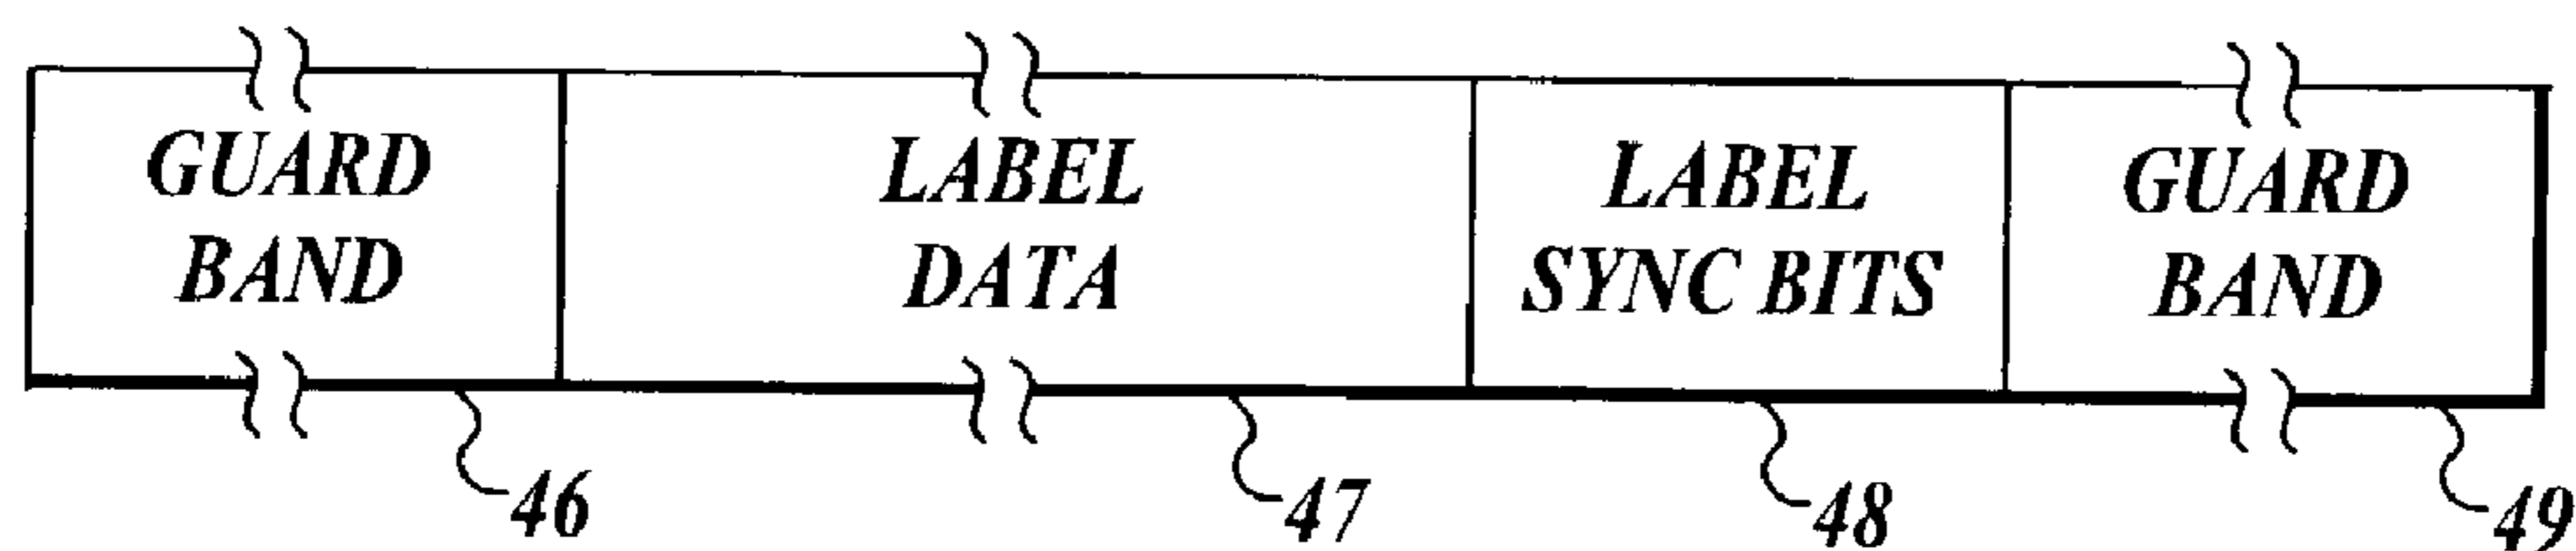 GUARD
BAND
LABEL
DATA
LABEL
SYNC BITS
GUARD
BAND
46
47
48
49